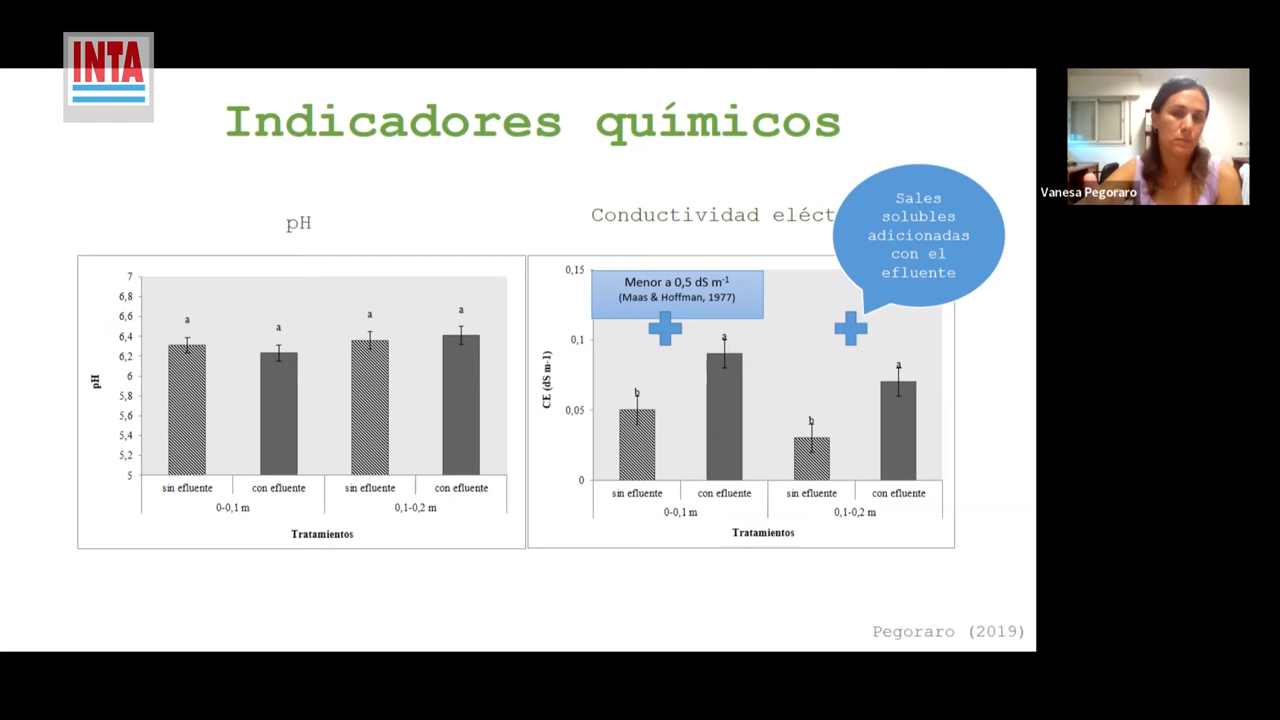 INTA
Indicadores químicos
pH
Conductividad eléct
Sales
solubles
adicionadas
con el
efluente
Vanesa Pegoraro
7
6,8
6,6
6,4
6,2
6
5,8
5,6
5,4
5,2
5
pH
a
a
a
a
sin efluente
con efluente
sin efluente
con efluente
0-0,1 m
0,1-0,2 m
Tratamientos
Menor a 0,5 dS m-1
(Maas & Hoffman, 1977)
0,15
0,1
0,05
0
CE (dS m-1)
b
a
b
a
sin efluente
con efluente
sin efluente
con efluente
0-0,1 m
0,1-0,2 m
Tratamientos
Pegoraro (2019)